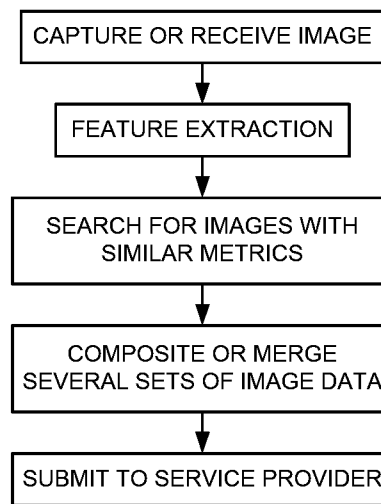 CAPTURE OR RECEIVE IMAGE
FEATURE EXTRACTION
SEARCH FOR IMAGES WITH
SIMILAR METRICS
COMPOSITE OR MERGE
SEVERAL SETS OF IMAGE DATA
SUBMIT TO SERVICE PROVIDER